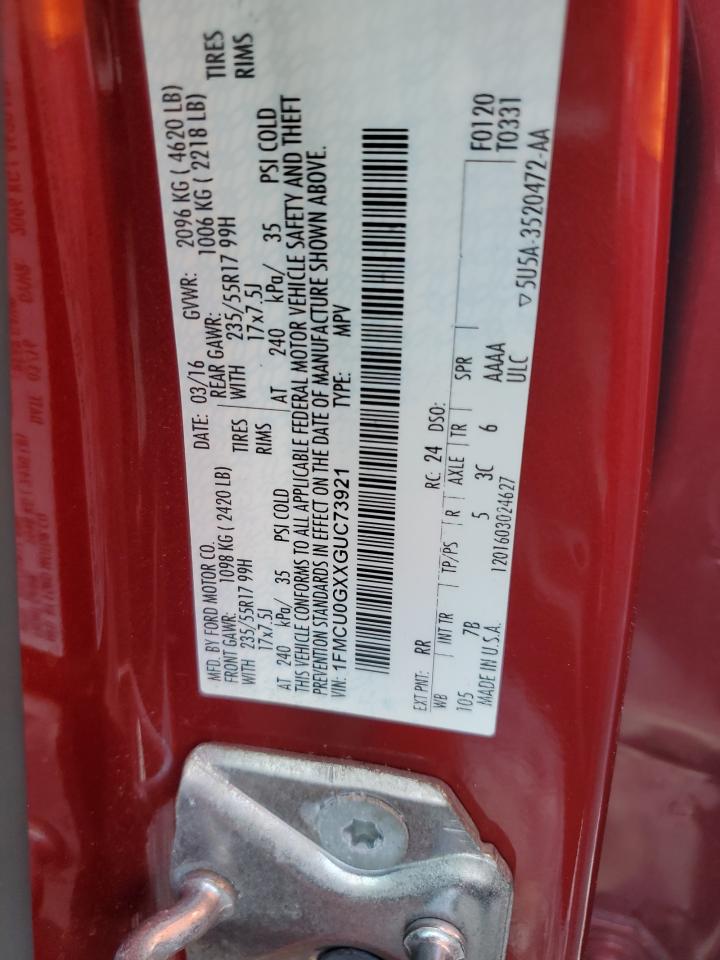 MFD. BY FORD MOTOR CO.
DATE: 03/16 GVWR: 2096 KG ( 4620 LB)
FRONT GAWR: 1098 KG ( 2420 LB) REAR GAWR: 1006 KG ( 2218 LB)
WITH 235/55R17 99H TIRES WITH 235/55R17 99H TIRES
17x7.5J RIMS 17x7.5J RIMS
AT 240 kPa/ 35 PSI COLD AT 240 kPa/ 35 PSI COLD
THIS VEHICLE CONFORMS TO ALL APPLICABLE FEDERAL MOTOR VEHICLE SAFETY AND THEFT
PREVENTION STANDARDS IN EFFECT ON THE DATE OF MANUFACTURE SHOWN ABOVE.
VIN: 1FMCU0GXXGUC73921 TYPE: MPV
EXT PNT: RR RC: 24 DSO:
WB INT TR TP/PS R AXLE TR SPR F0120
T0331
105 7B 5 3C 6 AAAA
ULC
MADE IN U.S.A. 1201603024627 ▽5U5A-3520472-AA